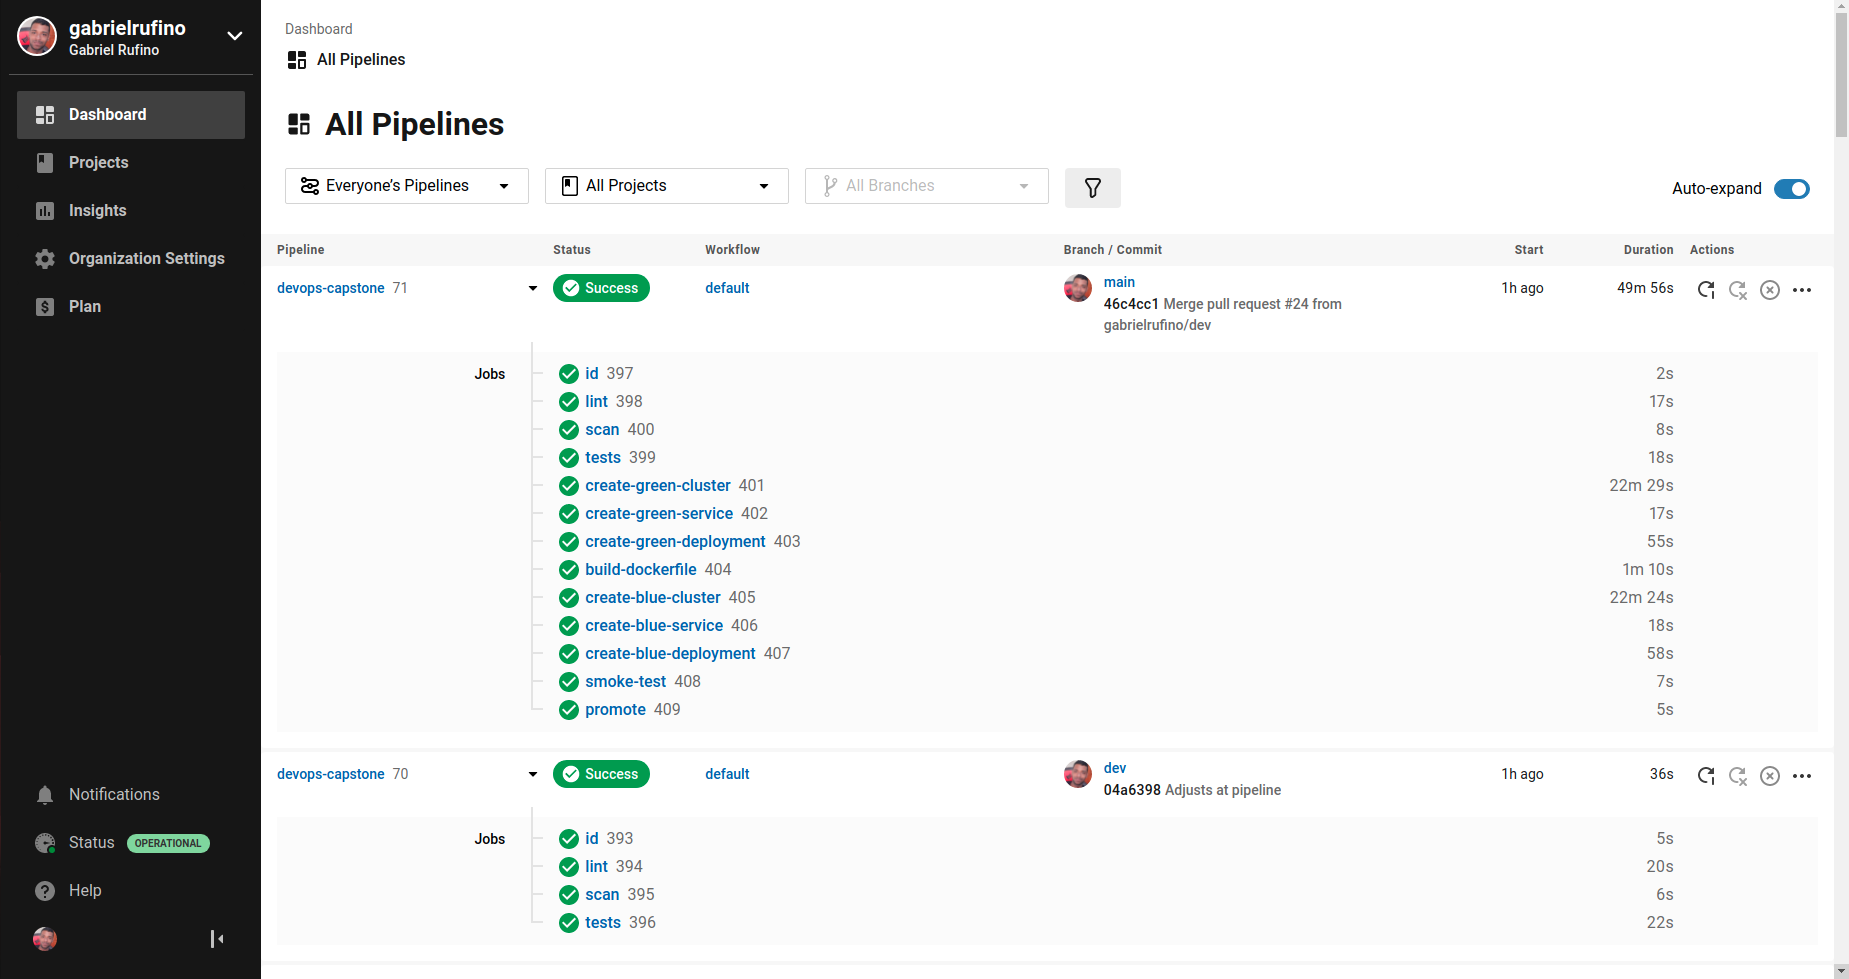 gabrielrufino
Gabriel Rufino
Dashboard
Projects
Insights
Organization Settings
Plan
Notifications
Status OPERATIONAL
Help
Dashboard
All Pipelines
All Pipelines
Everyone's Pipelines All Projects All Branches Auto-expand
Pipeline Status Workflow Branch / Commit Start Duration Actions
devops-capstone 71 Success default main 1h ago 49m 56s
46c4cc1 Merge pull request #24 from
gabrielrufino/dev
Jobs id 397 2s
lint 398 17s
scan 400 8s
tests 399 18s
create-green-cluster 401 22m 29s
create-green-service 402 17s
create-green-deployment 403 55s
build-dockerfile 404 1m 10s
create-blue-cluster 405 22m 24s
create-blue-service 406 18s
create-blue-deployment 407 58s
smoke-test 408 7s
promote 409 5s
devops-capstone 70 Success default dev 1h ago 36s
04a6398 Adjusts at pipeline
Jobs id 393 5s
lint 394 20s
scan 395 6s
tests 396 22s